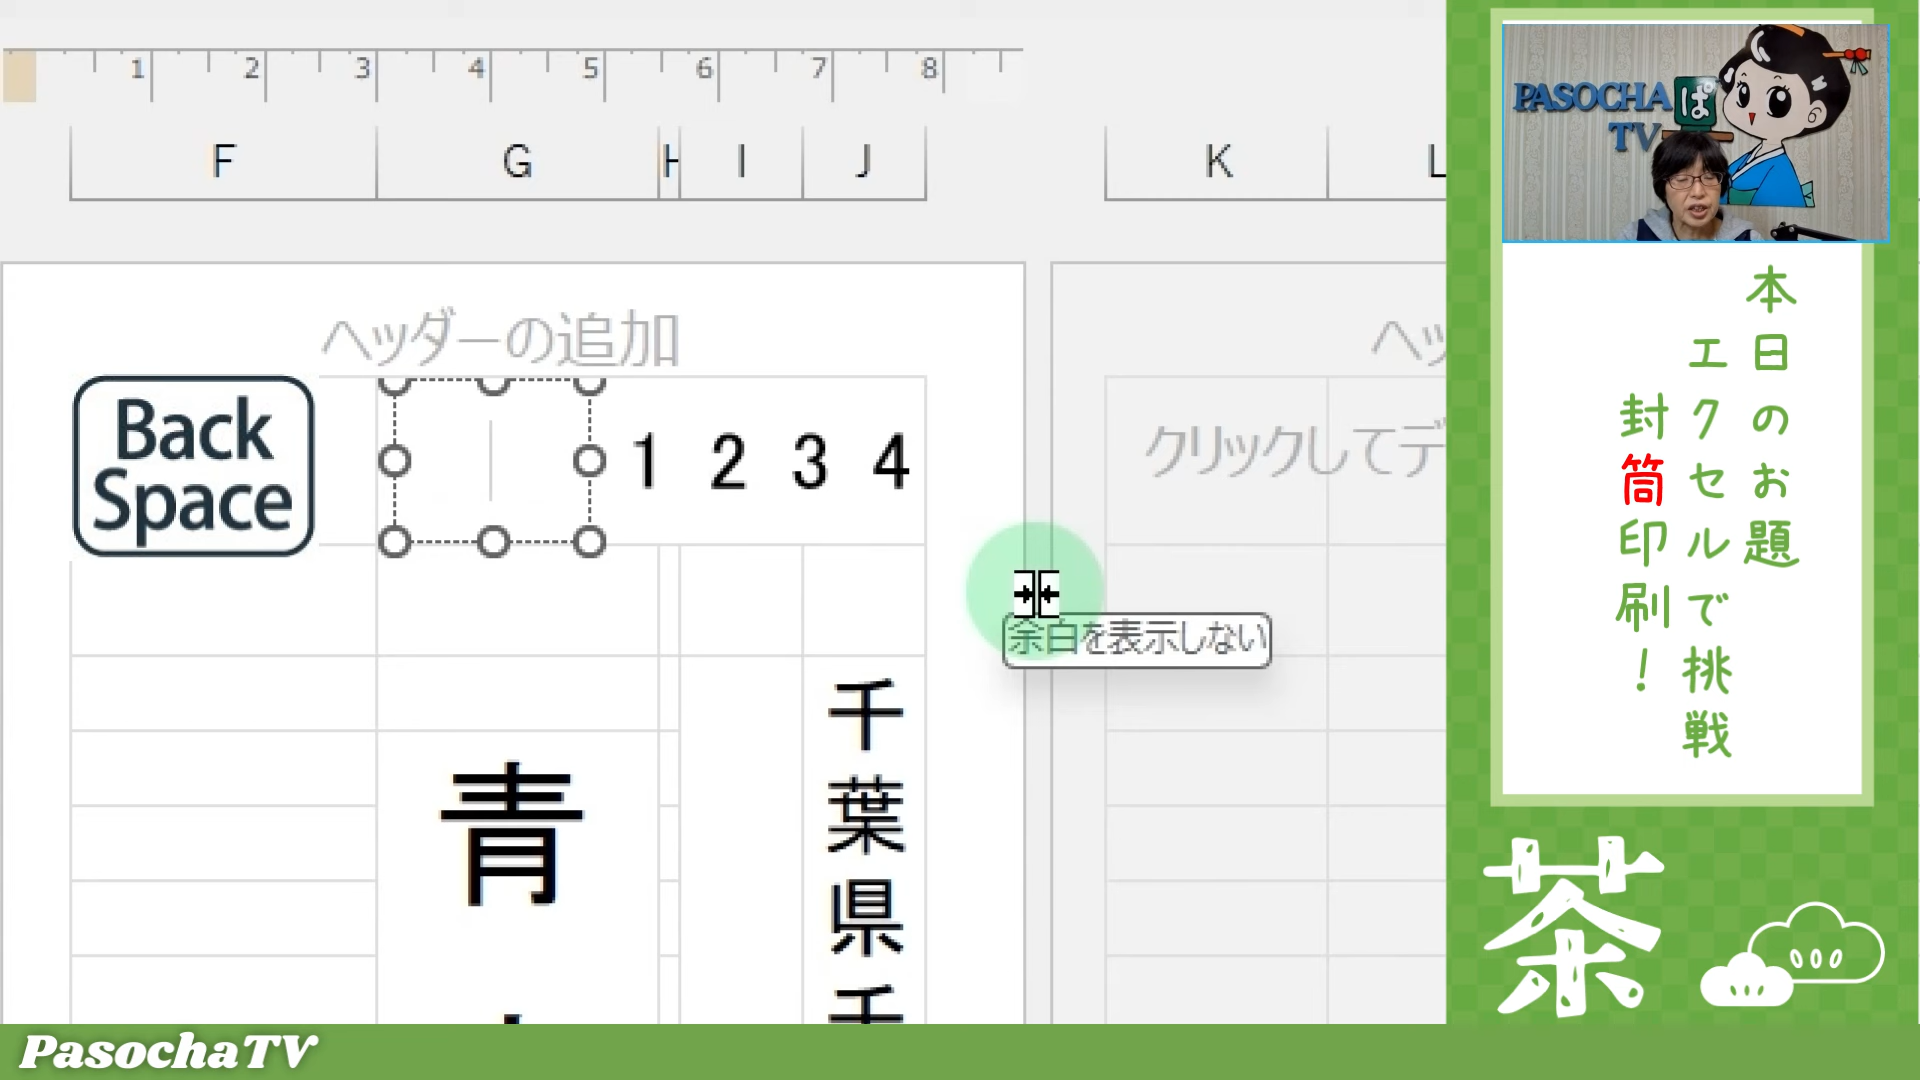 1 2 3 4 5 6 7 8
F G H I J K L
PASOCHA ぱ
TV
ヘッダーの追加
ヘッ
Back
Space
1 2 3 4
クリックしてデ
余白を表示しない
青
千葉県千
本日のお題
エクセルで挑戦
封筒印刷！
茶
PasochaTV